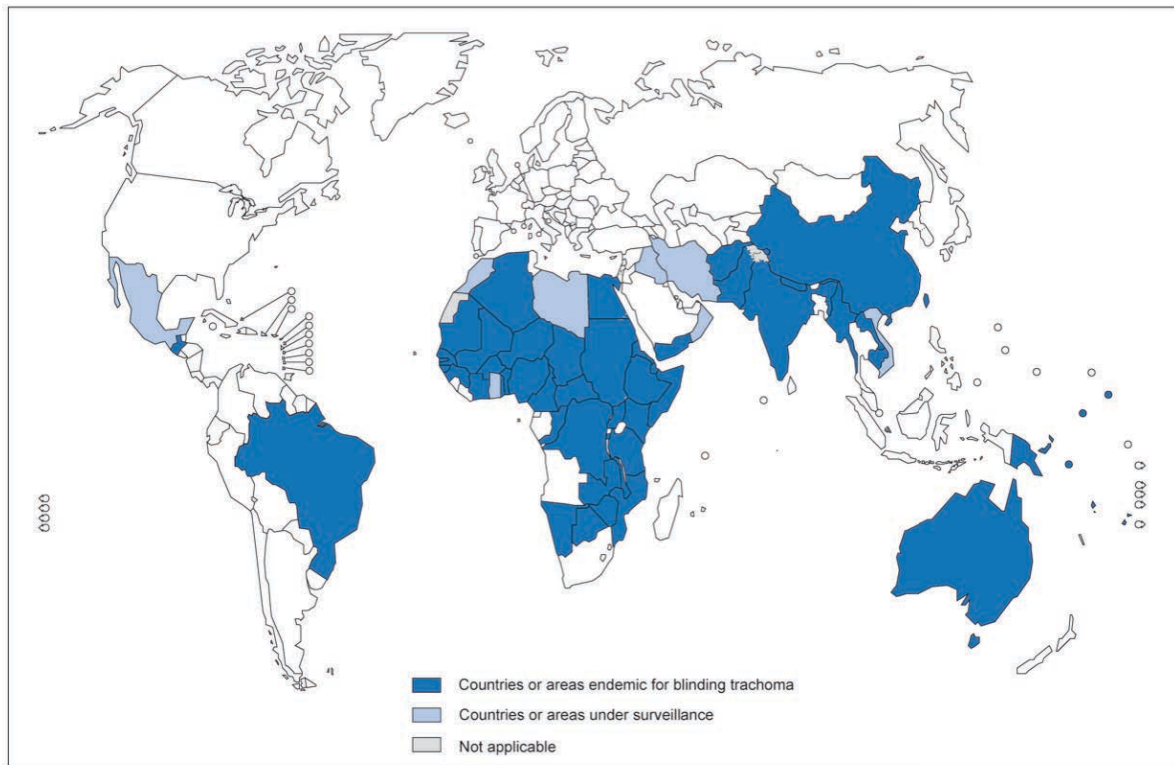 Countries or areas endemic for blinding trachoma
Countries or areas under surveillance
Not applicable